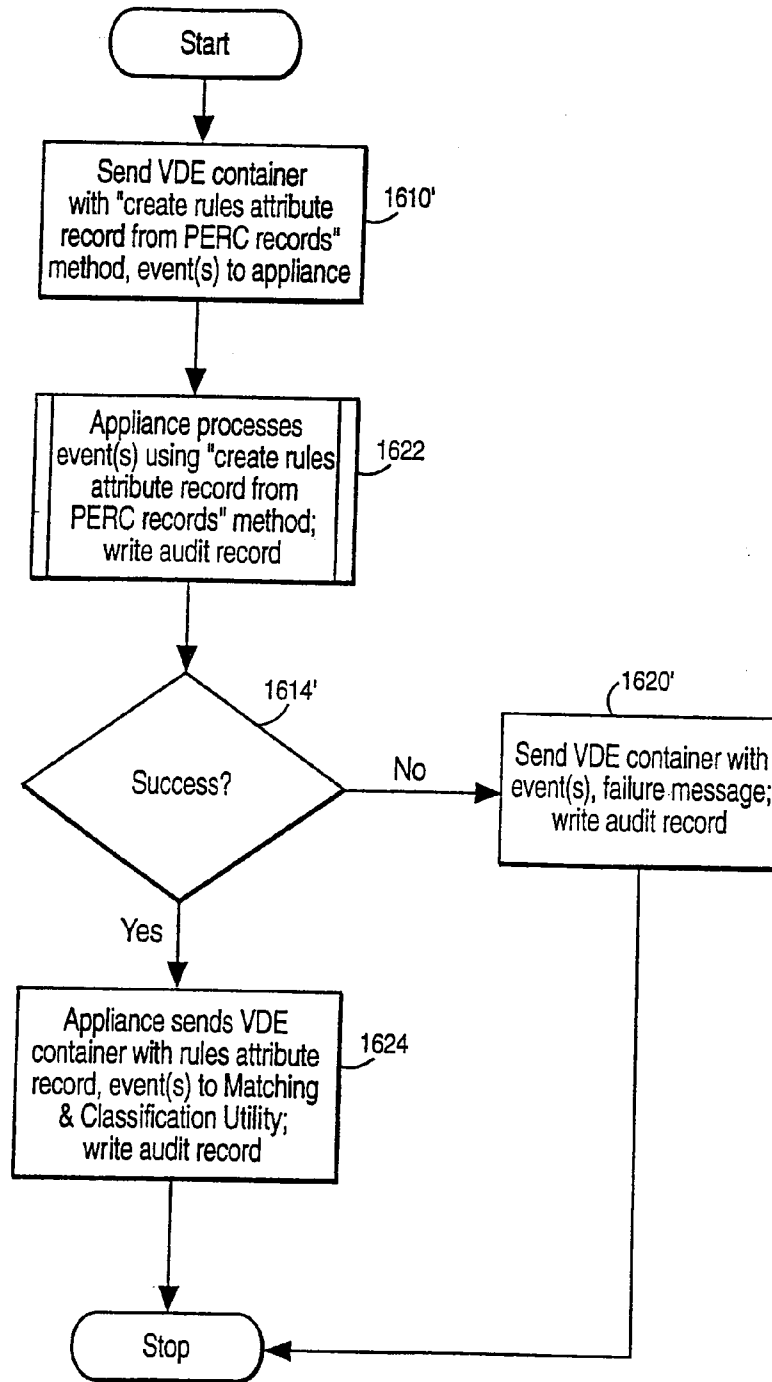 Start
Send VDE container
with "create rules attribute
record from PERC records"
method, event(s) to appliance
1610'
Appliance processes
event(s) using "create rules
attribute record from
PERC records" method;
write audit record
1622
1614'
Success?
No
1620'
Send VDE container with
event(s), failure message;
write audit record
Yes
Appliance sends VDE
container with rules attribute
record, event(s) to Matching
& Classification Utility;
write audit record
1624
Stop